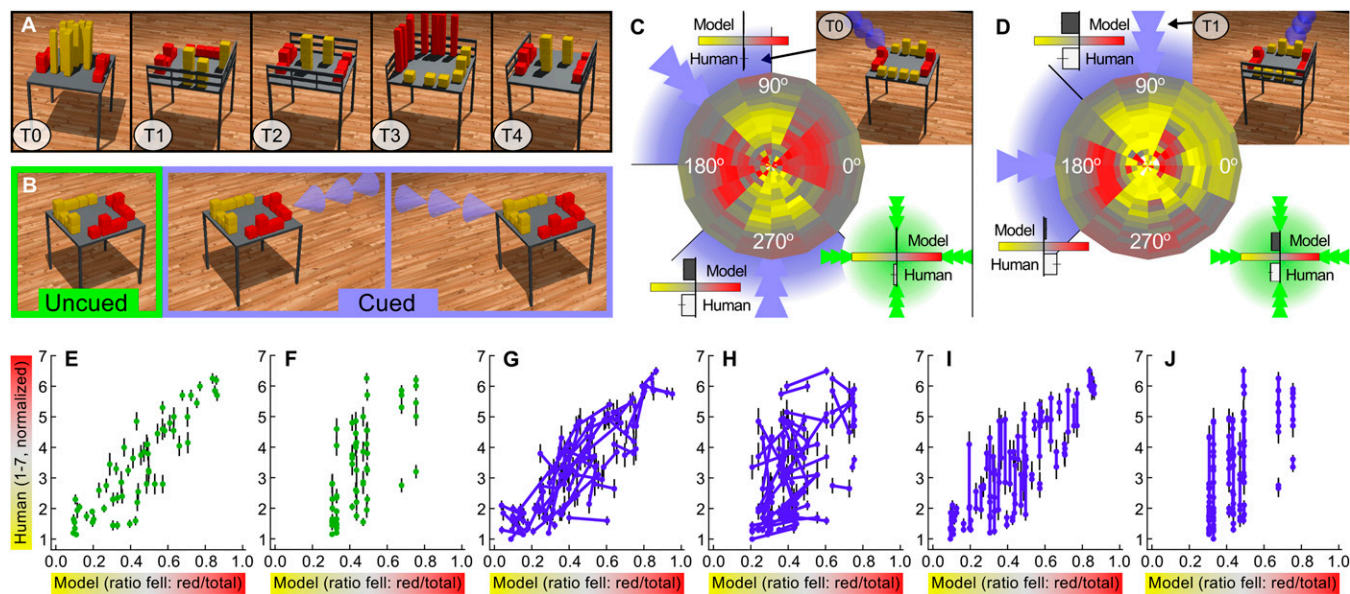 A
T0
T1
T2
T3
T4
B
Uncued
Cued
C
Model
Human
T0
90º
180º
0º
270º
Model
Human
Model
Human
D
Model
Human
T1
90º
180º
0º
270º
Model
Human
Model
Human
Human (1-7, normalized)
E
7
6
5
4
3
2
1
0.0 0.2 0.4 0.6 0.8 1.0
Model (ratio fell: red/total)
F
7
6
5
4
3
2
1
0.0 0.2 0.4 0.6 0.8 1.0
Model (ratio fell: red/total)
G
7
6
5
4
3
2
1
0.0 0.2 0.4 0.6 0.8 1.0
Model (ratio fell: red/total)
H
7
6
5
4
3
2
1
0.0 0.2 0.4 0.6 0.8 1.0
Model (ratio fell: red/total)
I
7
6
5
4
3
2
1
0.0 0.2 0.4 0.6 0.8 1.0
Model (ratio fell: red/total)
J
7
6
5
4
3
2
1
0.0 0.2 0.4 0.6 0.8 1.0
Model (ratio fell: red/total)